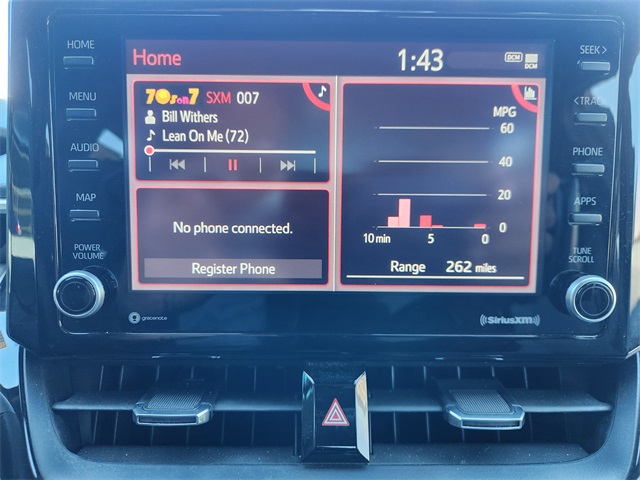 HOME
MENU
AUDIO
MAP
POWER
VOLUME
Home
1:43
DCM
DCM
70s on 7 SXM 007
Bill Withers
Lean On Me (72)
No phone connected.
Register Phone
MPG
60
40
20
0
10 min 5 0
Range 262 miles
SEEK >
< TRAC
PHONE
APPS
TUNE
SCROLL
gracenote
((SiriusXM))